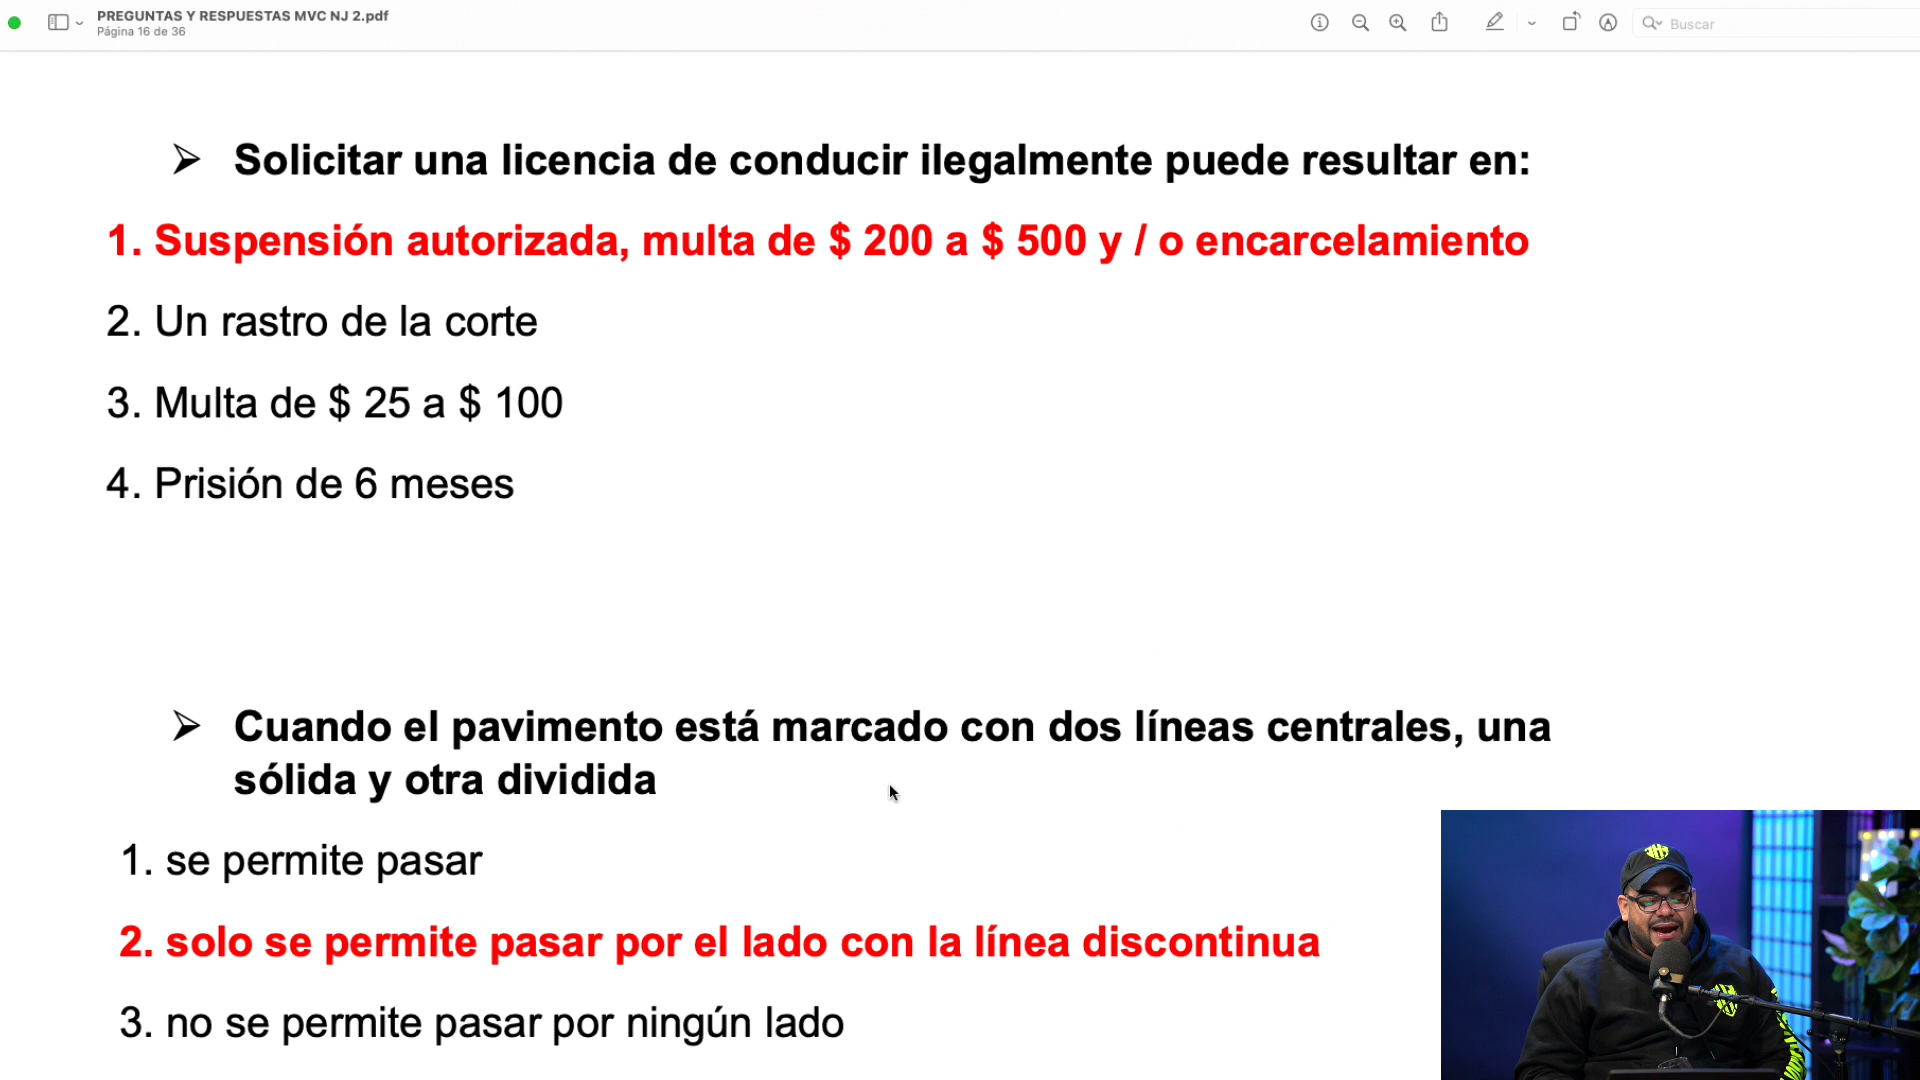 PREGUNTAS Y RESPUESTAS MVC NJ 2.pdf
Página 16 de 36
Buscar
➢ Solicitar una licencia de conducir ilegalmente puede resultar en:
1. Suspensión autorizada, multa de $ 200 a $ 500 y / o encarcelamiento
2. Un rastro de la corte
3. Multa de $ 25 a $ 100
4. Prisión de 6 meses
➢ Cuando el pavimento está marcado con dos líneas centrales, una
sólida y otra dividida
1. se permite pasar
2. solo se permite pasar por el lado con la línea discontinua
3. no se permite pasar por ningún lado